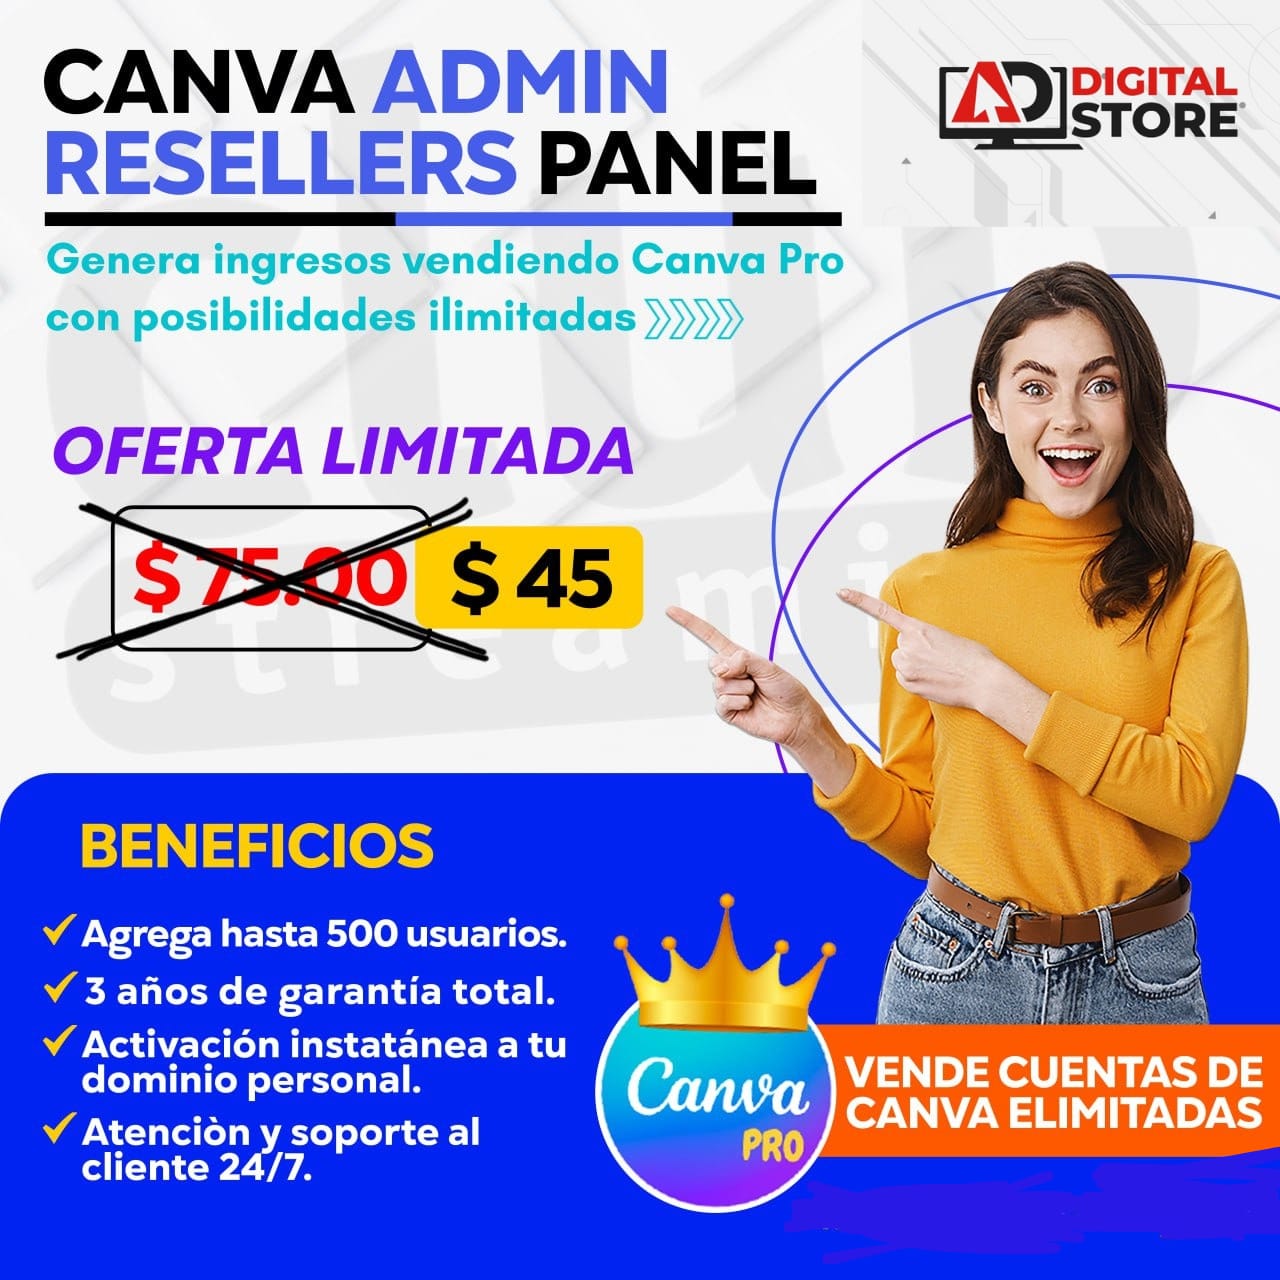 CANVA ADMIN
RESELLERS PANEL
AD DIGITAL
STORE
Genera ingresos vendiendo Canva Pro
con posibilidades ilimitadas
OFERTA LIMITADA
$ 75.00
$ 45
BENEFICIOS
Agrega hasta 500 usuarios.
3 años de garantía total.
Activación instatánea a tu
dominio personal.
Atenciòn y soporte al
cliente 24/7.
Canva
PRO
VENDE CUENTAS DE
CANVA ELIMITADAS